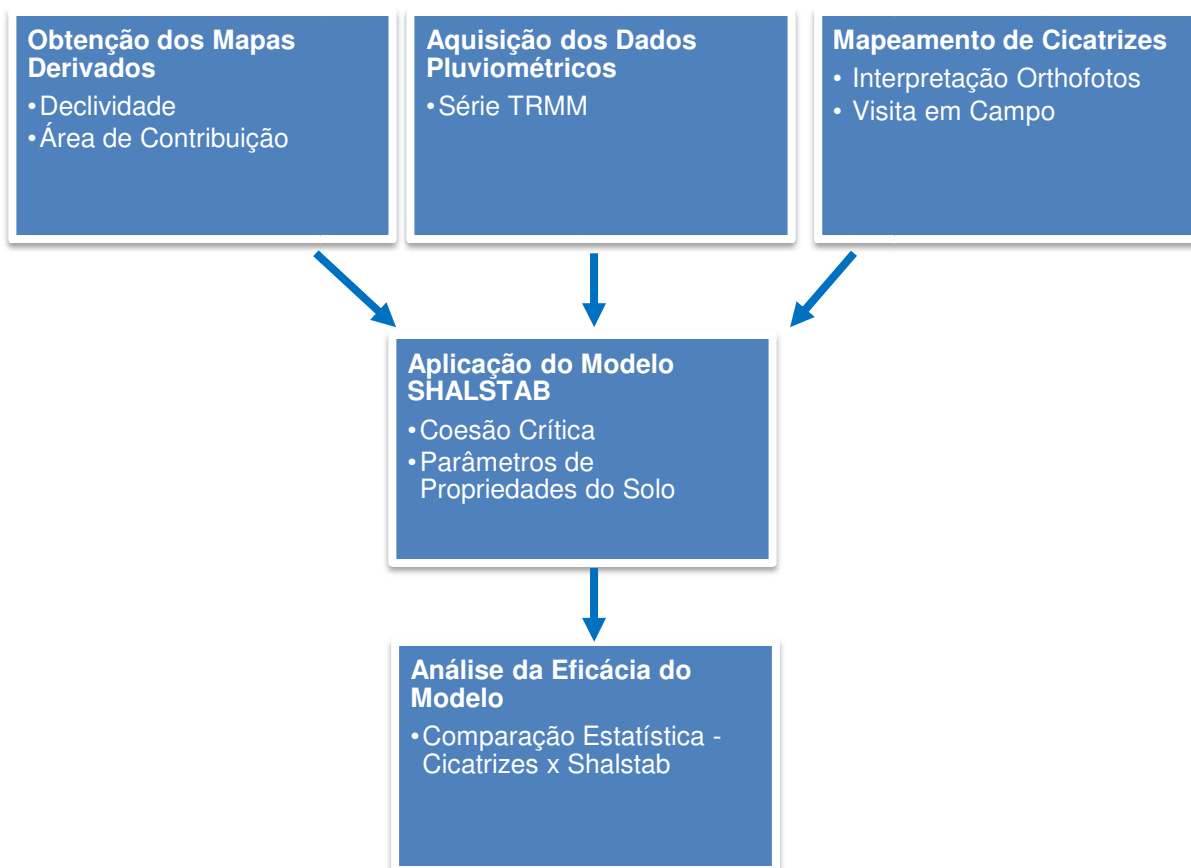 Obtenção dos Mapas
Derivados
•Declividade
•Área de Contribuição
Aquisição dos Dados
Pluviométricos
•Série TRMM
Mapeamento de Cicatrizes
• Interpretação Orthofotos
• Visita em Campo
Aplicação do Modelo
SHALSTAB
•Coesão Crítica
•Parâmetros de
Propriedades do Solo
Análise da Eficácia do
Modelo
•Comparação Estatística -
Cicatrizes x Shalstab